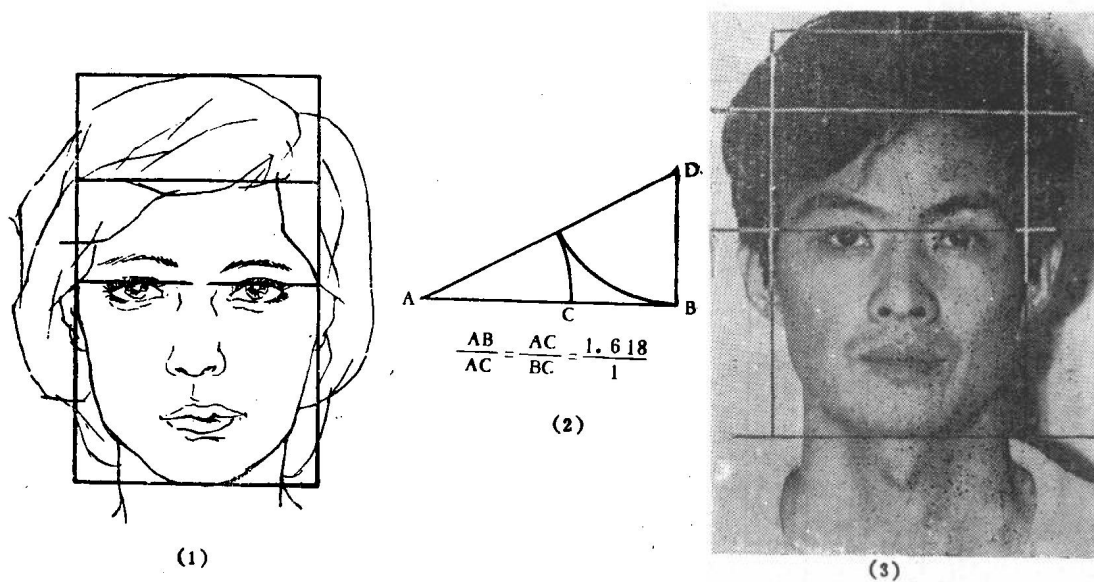 D.
A
C
B
AB/AC = AC/BC = 1.618/1
(2)
(1)
(3)